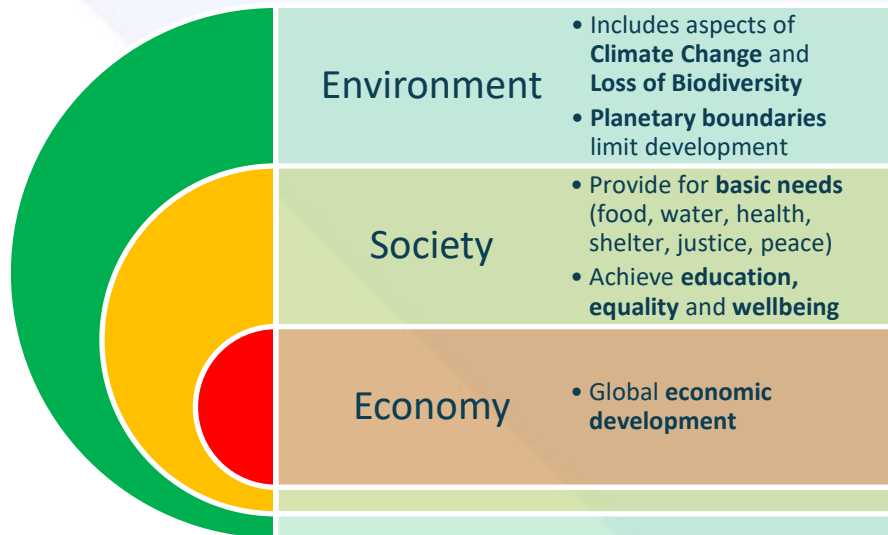 Environment
• Includes aspects of
Climate Change and
Loss of Biodiversity
• Planetary boundaries
limit development
Society
• Provide for basic needs
(food, water, health,
shelter, justice, peace)
• Achieve education,
equality and wellbeing
Economy
• Global economic
development